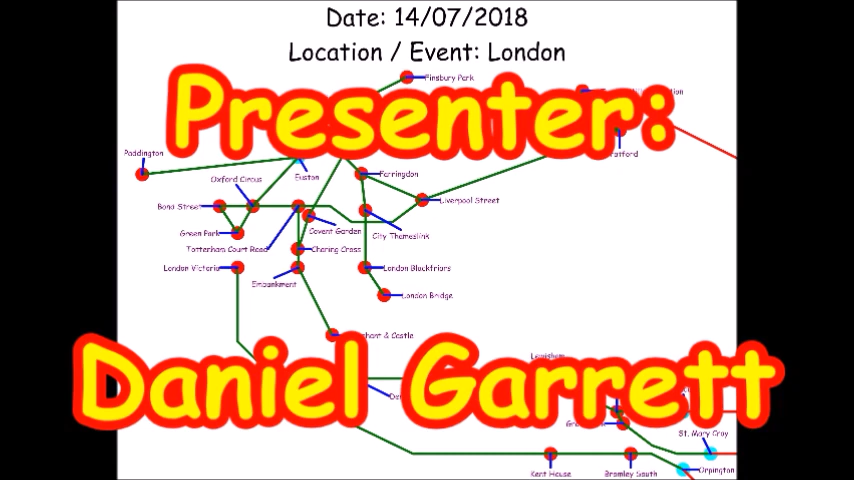 Date: 14/07/2018
Location / Event: London
Finsbury Park
Presenter:
Paddington
Euston
Farringdon
Oxford Circus
Bond Street
Liverpool Street
Green Park
Covent Garden
City Thameslink
Tottenham Court Road
Charing Cross
London Victoria
London Blackfriars
Embankment
London Bridge
& Castle
Lewisham
Daniel Garrett
St. Mary Cray
Kent House
Bromley South
Orpington